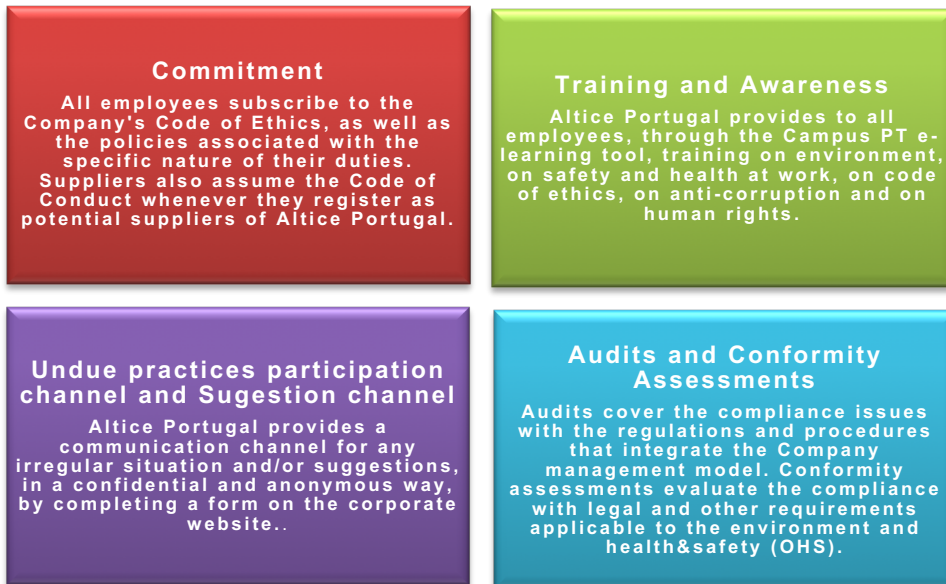 Commitment
All employees subscribe to the
Company's Code of Ethics, as well as
the policies associated with the
specific nature of their duties.
Suppliers also assume the Code of
Conduct whenever they register as
potential suppliers of Altice Portugal.
Training and Awareness
Altice Portugal provides to all
employees, through the Campus PT e-
learning tool, training on environment,
on safety and health at work, on code
of ethics, on anti-corruption and on
human rights.
Undue practices participation
channel and Sugestion channel
Altice Portugal provides a
communication channel for any
irregular situation and/or suggestions,
in a confidential and anonymous way,
by completing a form on the corporate
website..
Audits and Conformity
Assessments
Audits cover the compliance issues
with the regulations and procedures
that integrate the Company
management model. Conformity
assessments evaluate the compliance
with legal and other requirements
applicable to the environment and
health&safety (OHS).